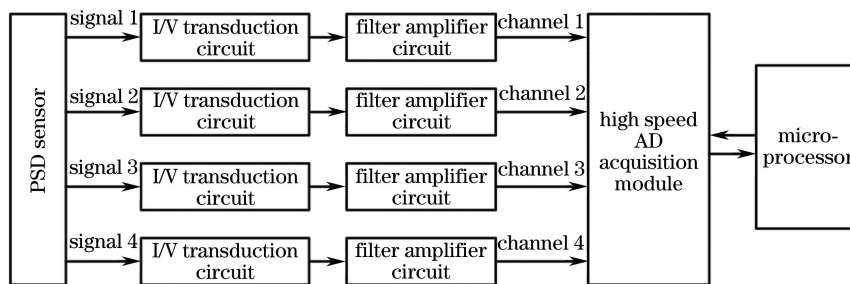 PSD sensor
signal 1
I/V transduction
circuit
filter amplifier
circuit
channel 1
signal 2
I/V transduction
circuit
filter amplifier
circuit
channel 2
signal 3
I/V transduction
circuit
filter amplifier
circuit
channel 3
signal 4
I/V transduction
circuit
filter amplifier
circuit
channel 4
high speed
AD
acquisition
module
micro-
processor